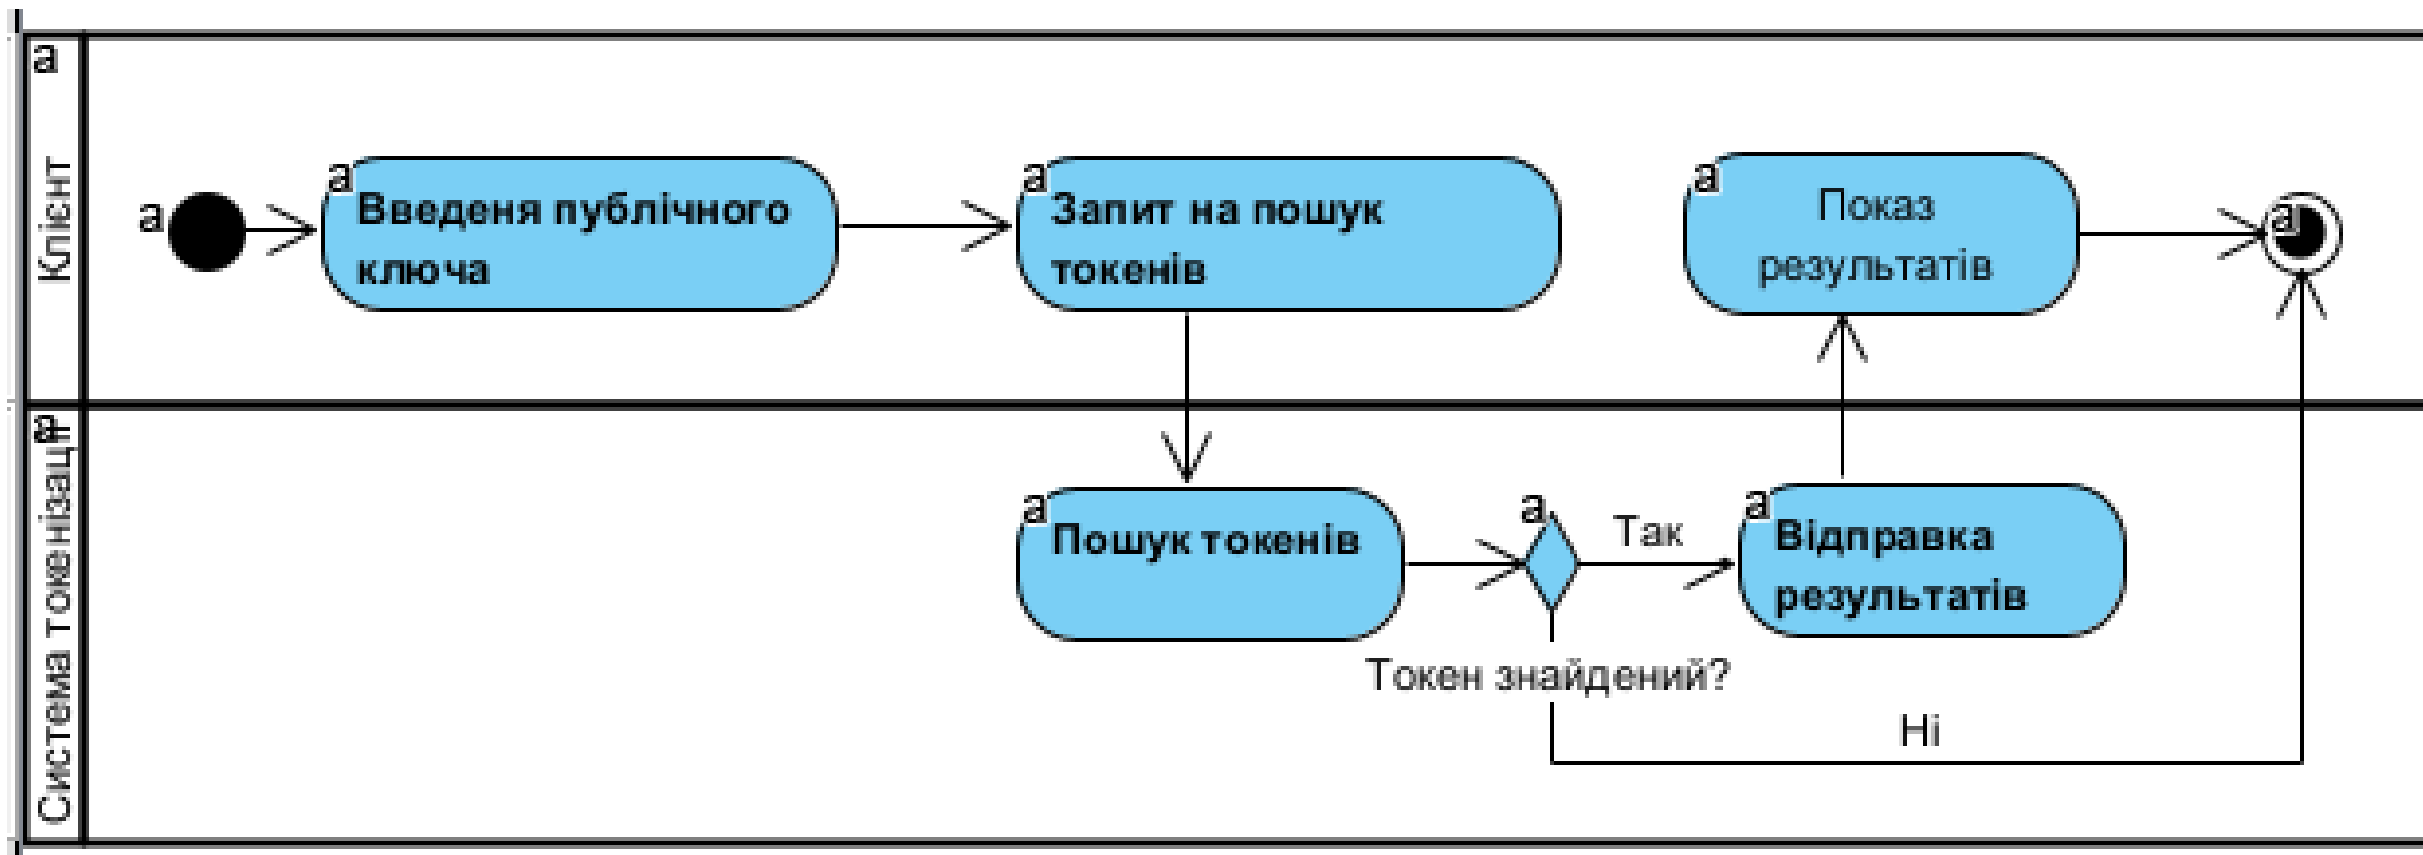 а
Клієнт
а
а
Введеня публічного
ключа
а
Запит на пошук
токенів
а
Показ
результатів
а
а
Система токенізації
а
Пошук токенів
а
Токен знайдений?
Так
а
Відправка
результатів
Ні